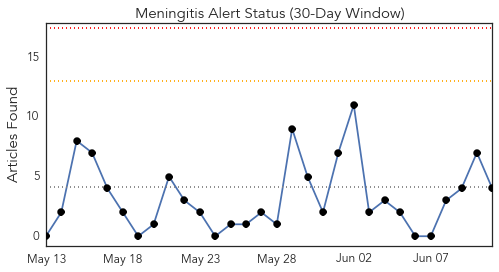 Meningitis Alert Status (30-Day Window)
Articles Found
15
10
5
0
May 13 May 18 May 23 May 28 Jun 02 Jun 07